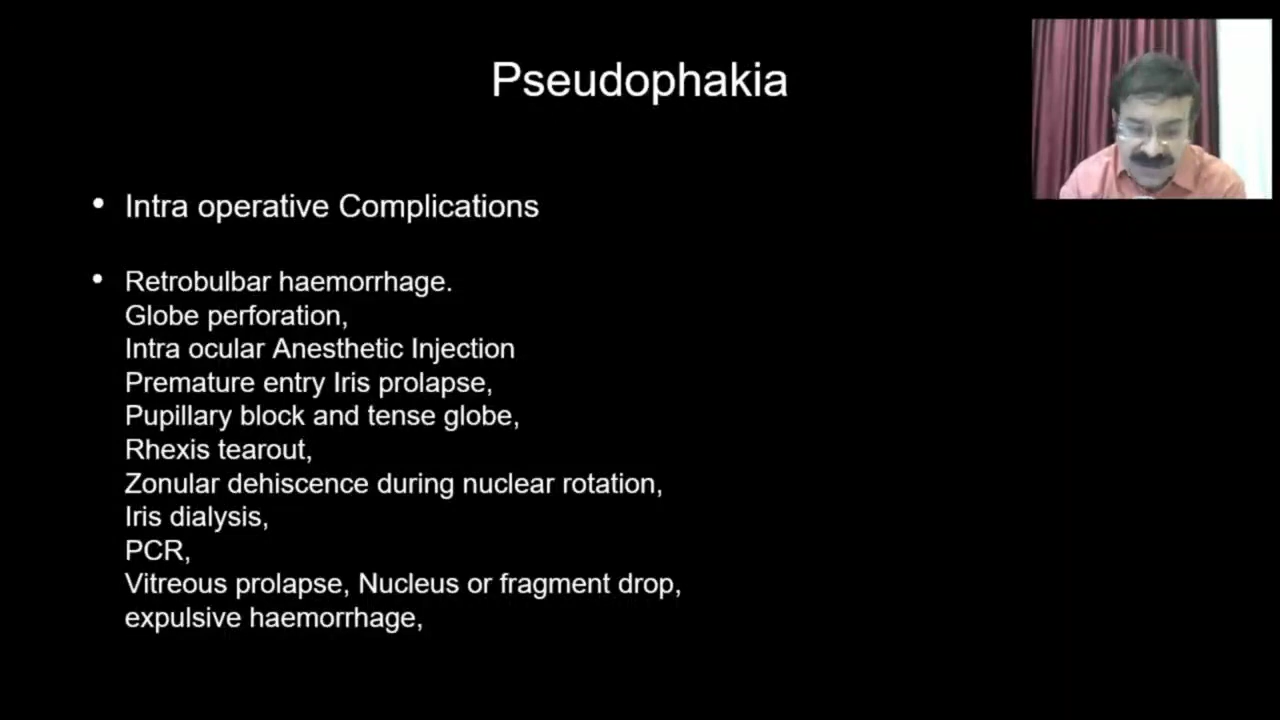 Pseudophakia
• Intra operative Complications
• Retrobulbar haemorrhage.
Globe perforation,
Intra ocular Anesthetic Injection
Premature entry Iris prolapse,
Pupillary block and tense globe,
Rhexis tearout,
Zonular dehiscence during nuclear rotation,
Iris dialysis,
PCR,
Vitreous prolapse, Nucleus or fragment drop,
expulsive haemorrhage,